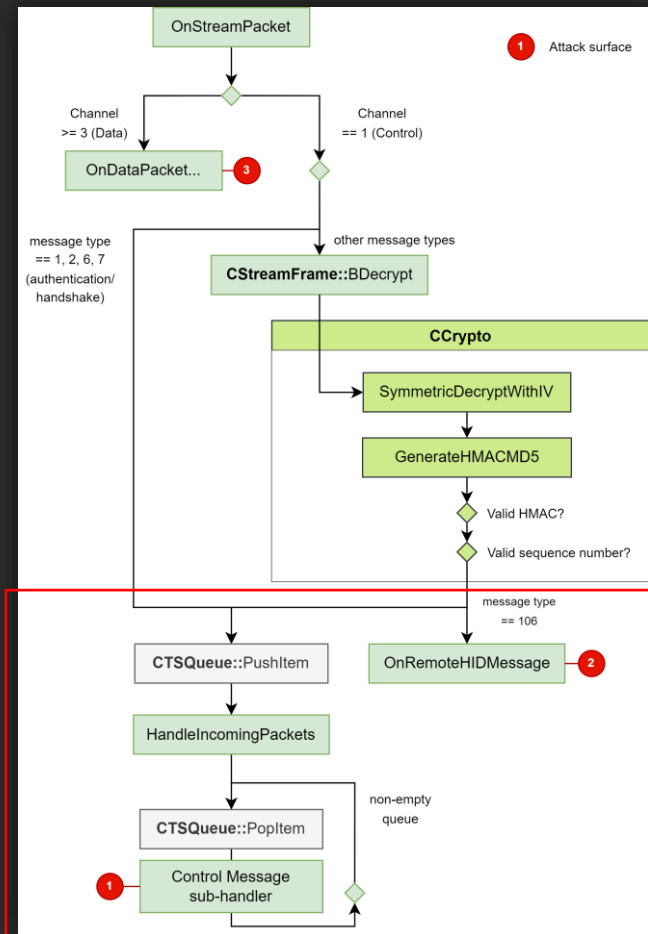 OnStreamPacket
1
Attack surface
Channel
>= 3 (Data)
Channel
== 1 (Control)
OnDataPacket...
3
message type
== 1, 2, 6, 7
(authentication/
handshake)
other message types
CStreamFrame::BDecrypt
CCrypto
SymmetricDecryptWithIV
GenerateHMACMD5
Valid HMAC?
Valid sequence number?
message type
== 106
CTSQueue::PushItem
OnRemoteHIDMessage
2
HandleIncomingPackets
non-empty
queue
CTSQueue::PopItem
1
Control Message
sub-handler